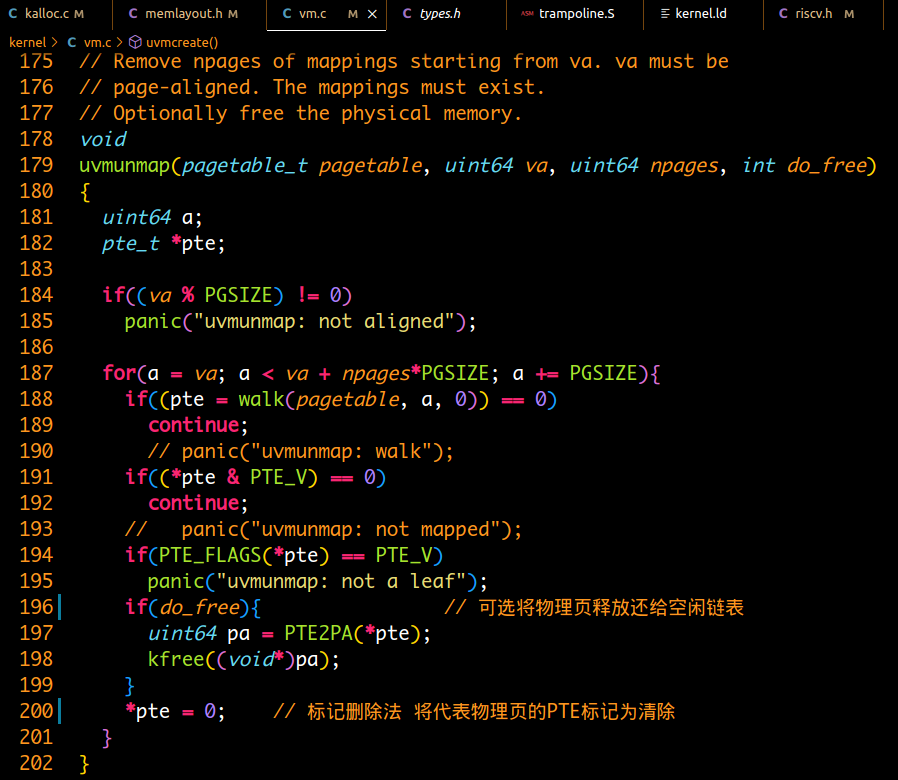 C kalloc.c M C memlayout.h M C vm.c M × C types.h ASM trampoline.S kernel.ld C riscv.h M
kernel > C vm.c > uvmcreate()
175 // Remove npages of mappings starting from va. va must be
176 // page-aligned. The mappings must exist.
177 // Optionally free the physical memory.
178 void
179 uvmunmap(pagetable_t pagetable, uint64 va, uint64 npages, int do_free)
180 {
181   uint64 a;
182   pte_t *pte;
183
184   if((va % PGSIZE) != 0)
185     panic("uvmunmap: not aligned");
186
187   for(a = va; a < va + npages*PGSIZE; a += PGSIZE){
188     if((pte = walk(pagetable, a, 0)) == 0)
189       continue;
190       // panic("uvmunmap: walk");
191     if((*pte & PTE_V) == 0)
192       continue;
193     //   panic("uvmunmap: not mapped");
194     if(PTE_FLAGS(*pte) == PTE_V)
195       panic("uvmunmap: not a leaf");
196     if(do_free){                // 可选将物理页释放还给空闲链表
197       uint64 pa = PTE2PA(*pte);
198       kfree((void*)pa);
199     }
200     *pte = 0;    // 标记删除法 将代表物理页的PTE标记为清除
201   }
202 }